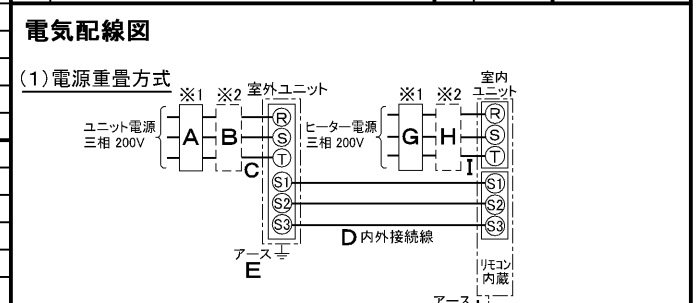 電気配線図
(1)電源重畳方式
※1 ※2 室外ユニット
ユニット電源
三相 200V
A B C
R
S
T
S1
S2
S3
アース
E
D 内外接続線
※1 ※2 室内
ユニット
ヒーター電源
三相 200V
G H I
R
S
T
S1
S2
S3
リモコン
内蔵
アース